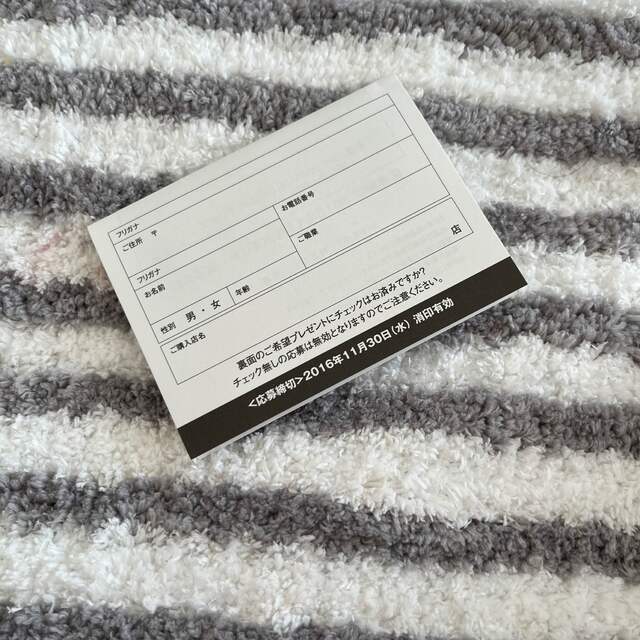 フリガナ
ご住所 〒
フリガナ
お名前
お電話番号
性別 男・女 年齢
ご職業
ご購入店名 店
裏面のご希望プレゼントにチェックはお済みですか?
チェック無しの応募は無効となりますのでご注意ください。
<応募締切>2016年11月30日(水) 消印有効